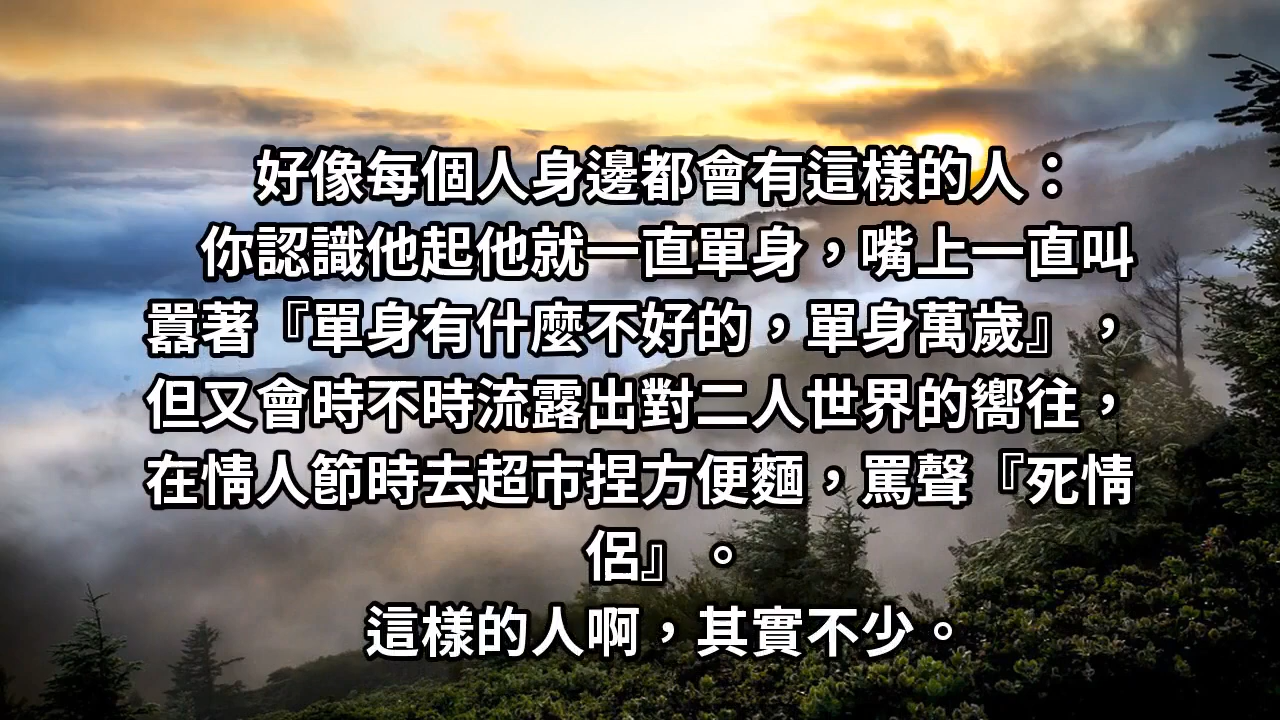 好像每個人身邊都會有這樣的人：
你認識他起他就一直單身，嘴上一直叫
囂著『單身有什麼不好的，單身萬歲』，
但又會時不時流露出對二人世界的嚮往，
在情人節時去超市捏方便麵，罵聲『死情
侶』。
這樣的人啊，其實不少。